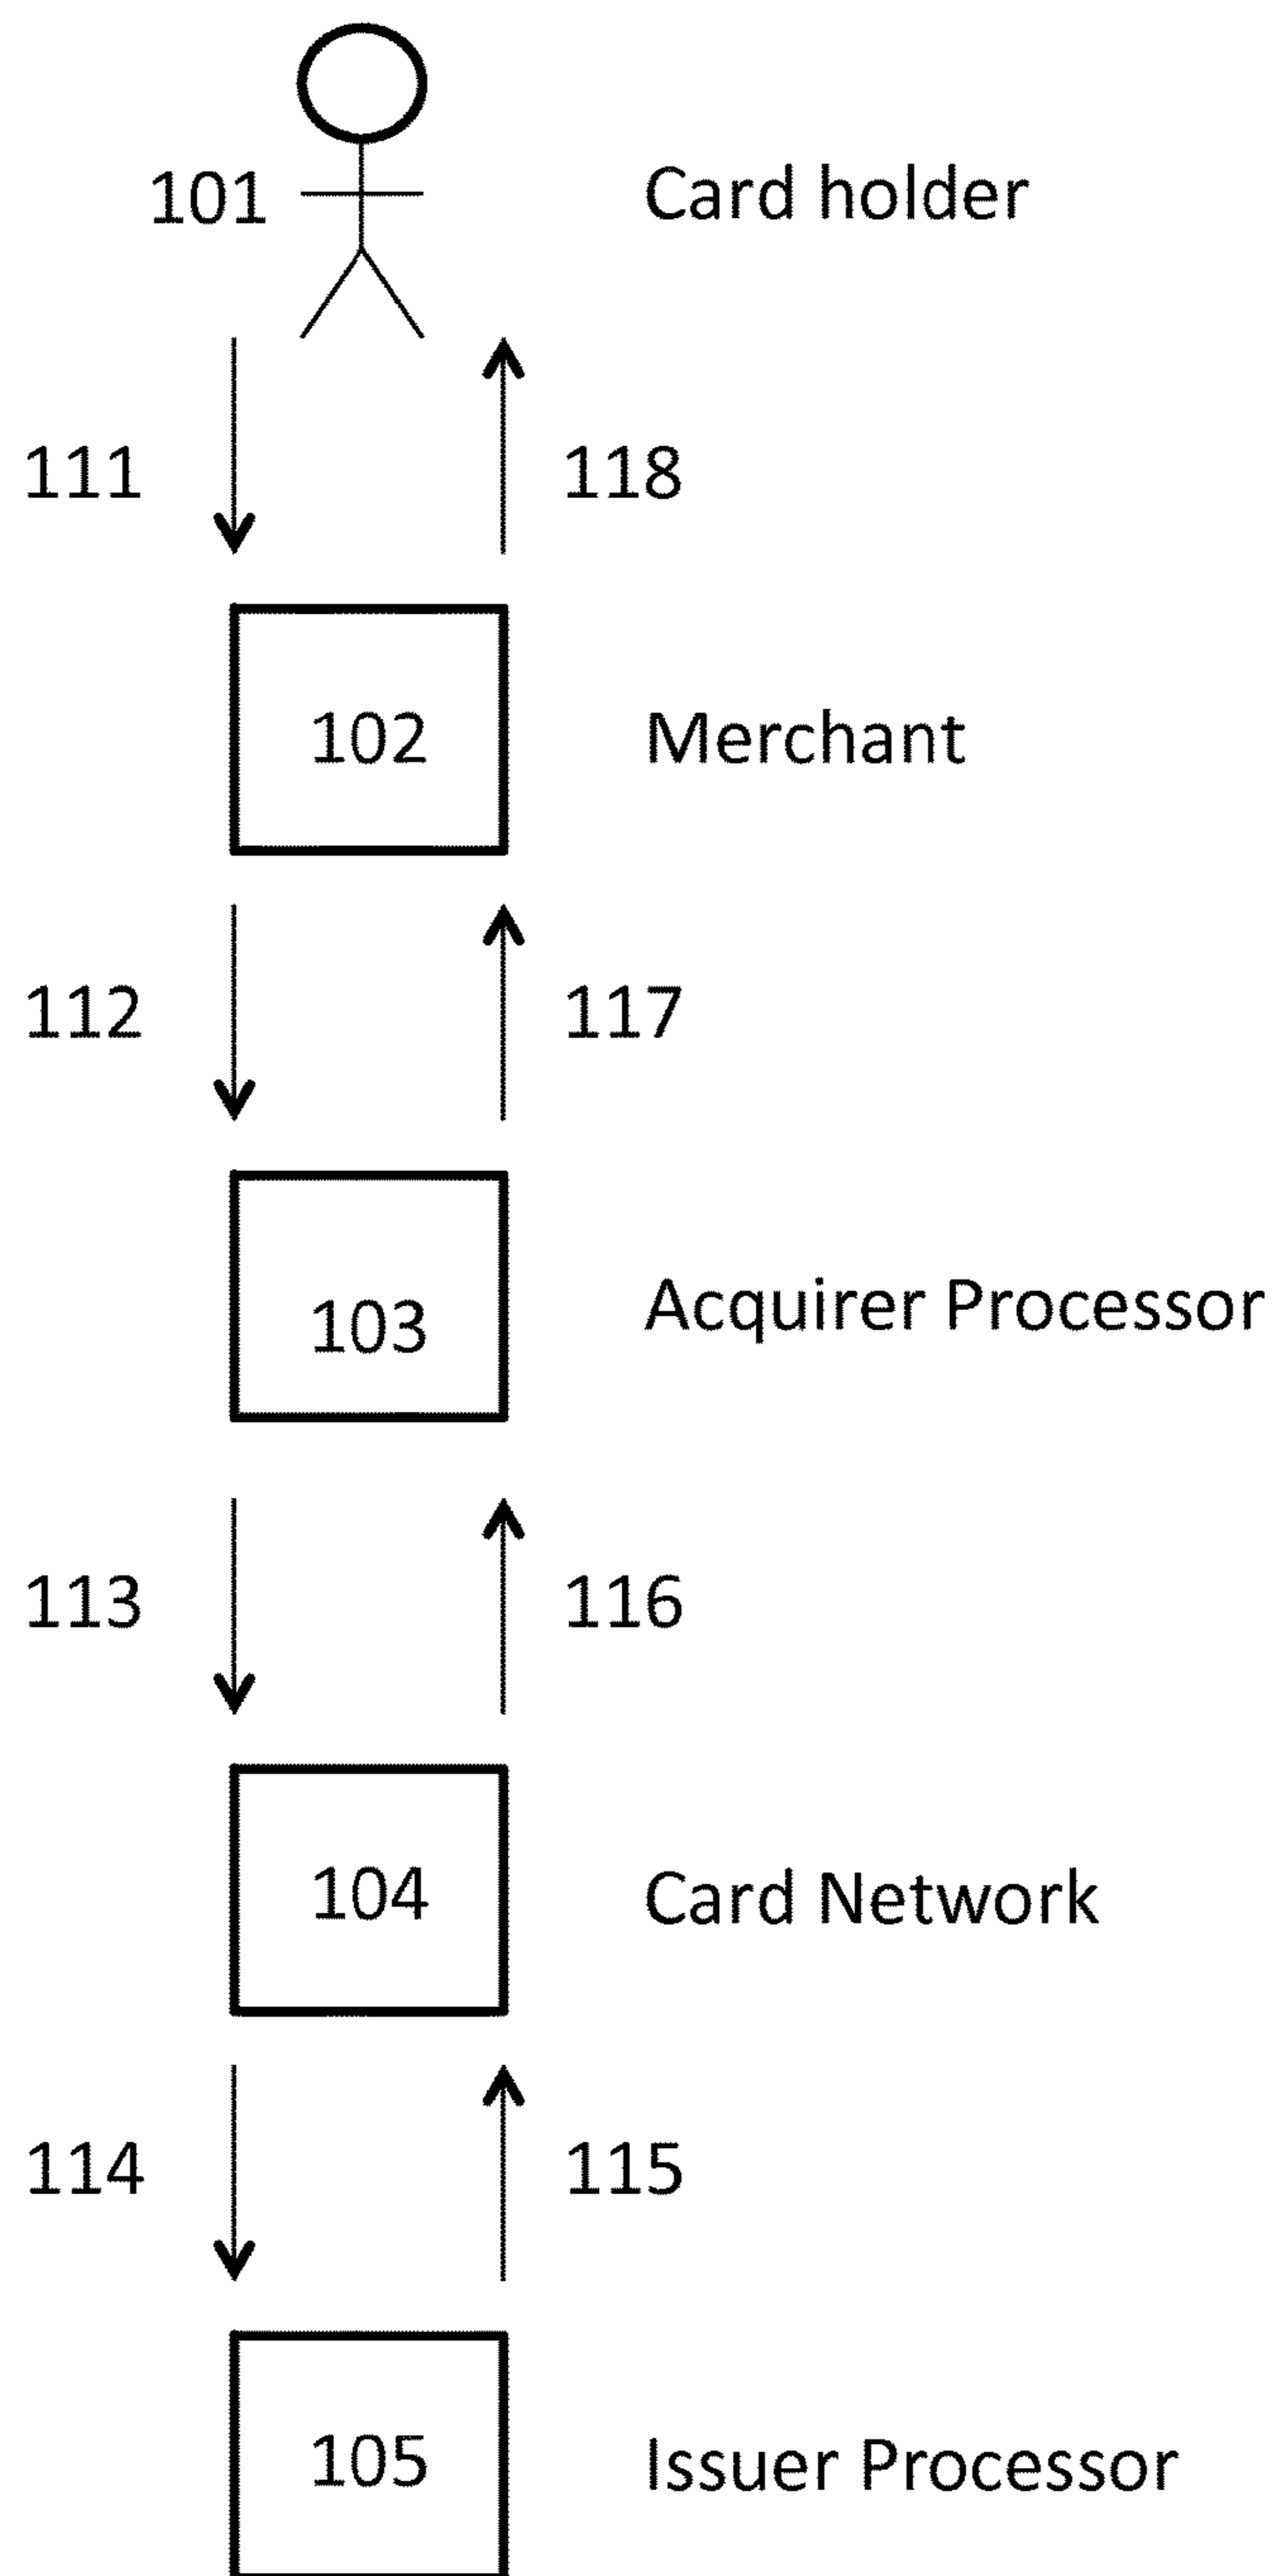 101 Card holder
111 118
102 Merchant
112 117
103 Acquirer Processor
113 116
104 Card Network
114 115
105 Issuer Processor